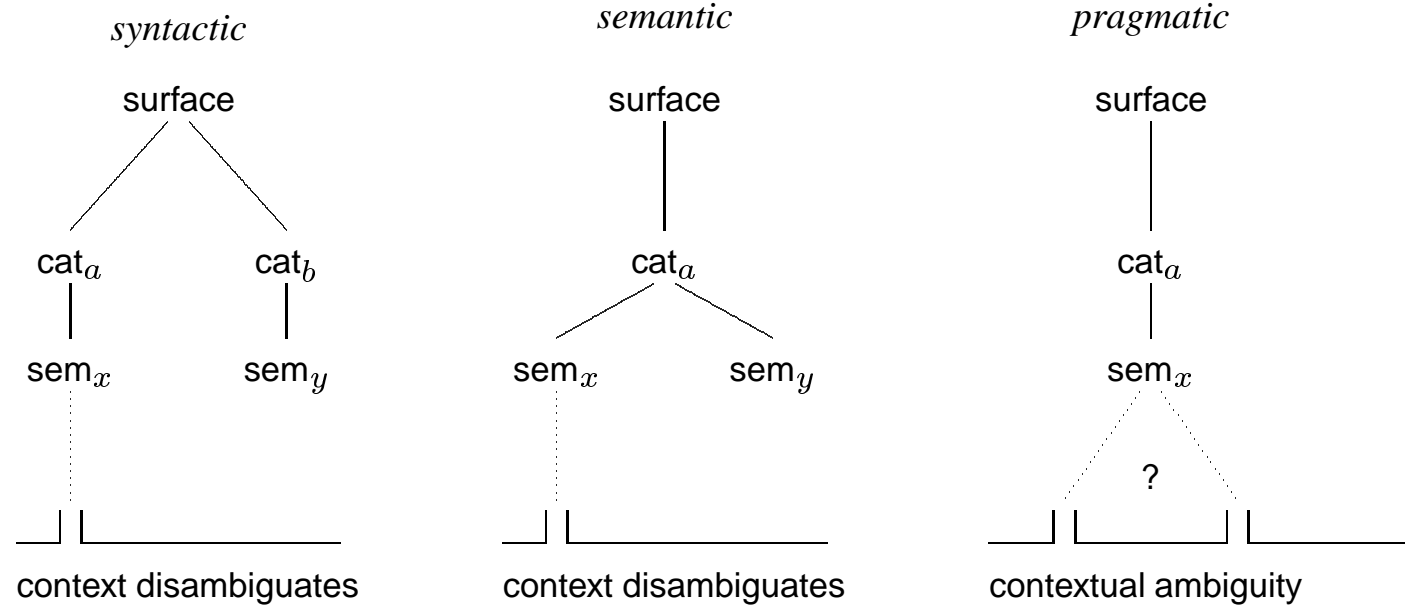 syntactic semantic pragmatic
surface surface surface
cat_a cat_b cat_a cat_a
sem_x sem_y sem_x sem_y sem_x
?
context disambiguates context disambiguates contextual ambiguity